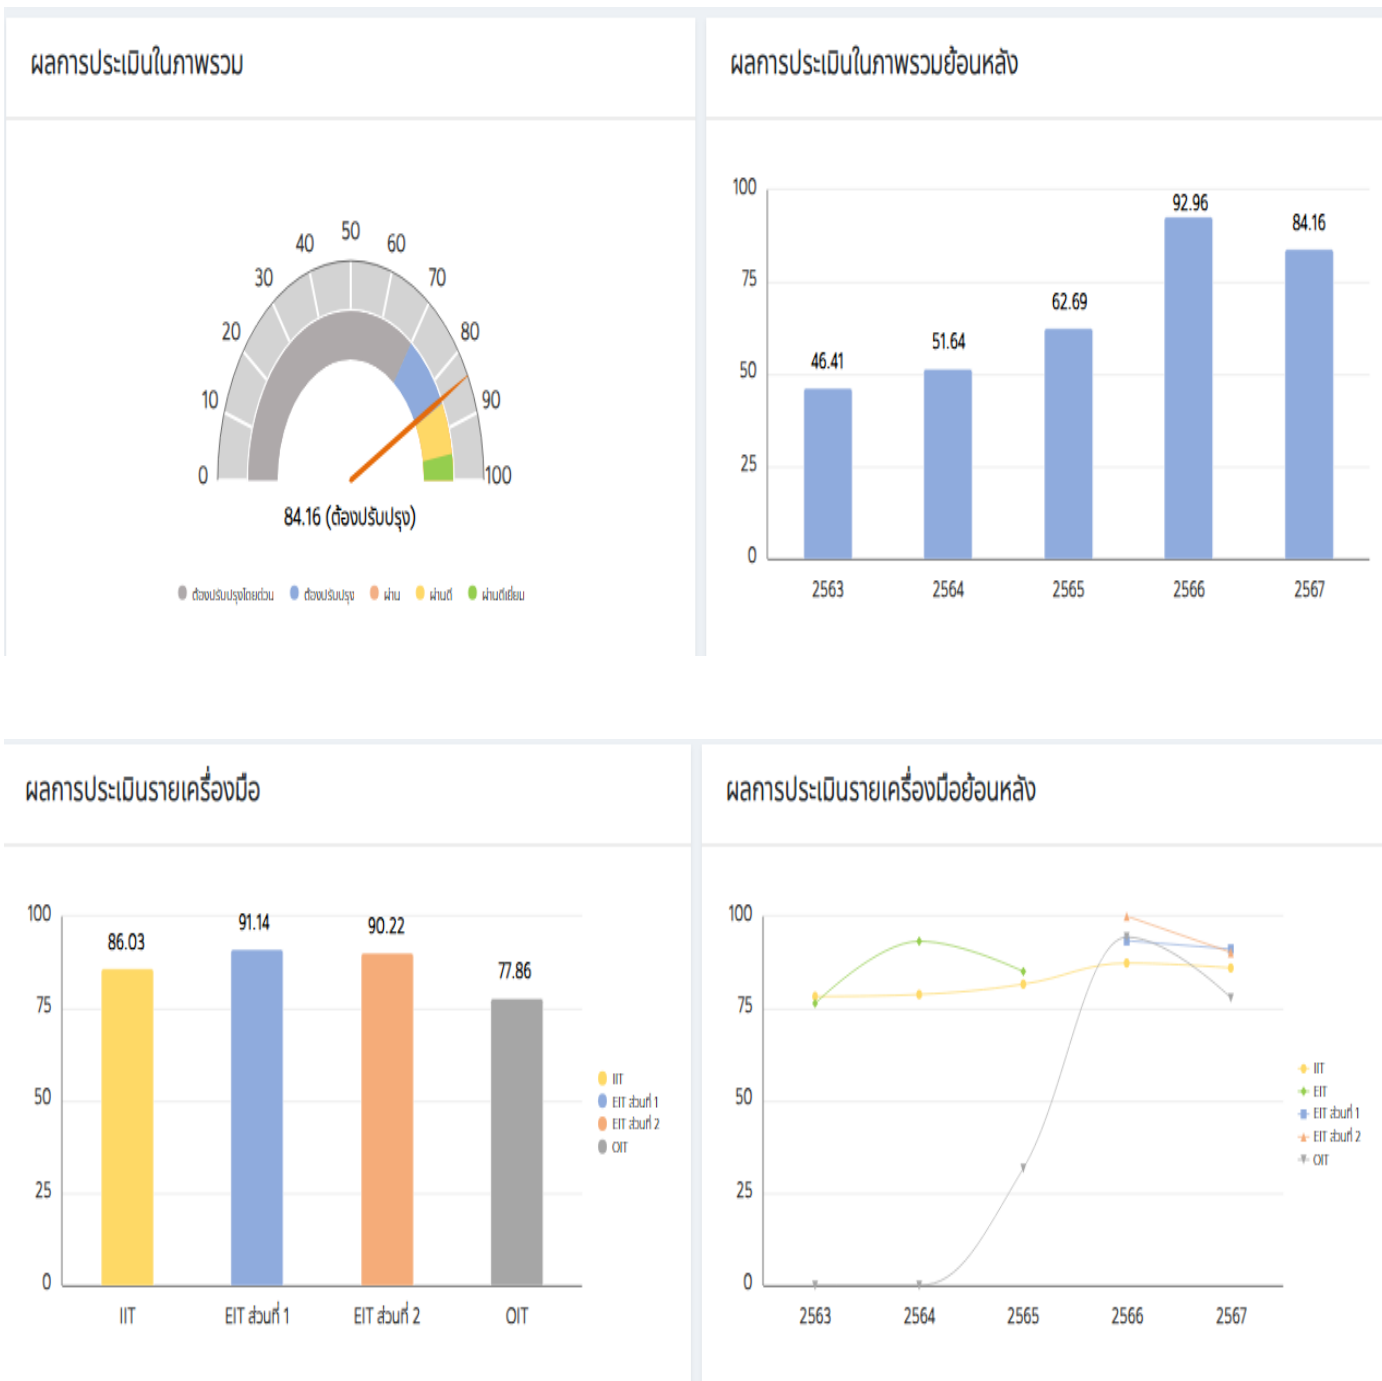 ผลการประเมินในภาพรวม
50
40
60
30
70
20
80
10
90
0
100
84.16 (ต้องปรับปรุง)
ต้องปรับปรุงโดยด่วน ต้องปรับปรุง ผ่าน ผ่านดี ผ่านดีเยี่ยม
ผลการประเมินในภาพรวมย้อนหลัง
100
75
50
25
0
46.41
51.64
62.69
92.96
84.16
2563 2564 2565 2566 2567
ผลการประเมินรายเครื่องมือ
100
75
50
25
0
86.03
91.14
90.22
77.86
IIT EIT ส่วนที่ 1 EIT ส่วนที่ 2 OIT
IIT
EIT ส่วนที่ 1
EIT ส่วนที่ 2
OIT
ผลการประเมินรายเครื่องมือย้อนหลัง
100
75
50
25
0
2563 2564 2565 2566 2567
IIT
EIT
EIT ส่วนที่ 1
EIT ส่วนที่ 2
OIT